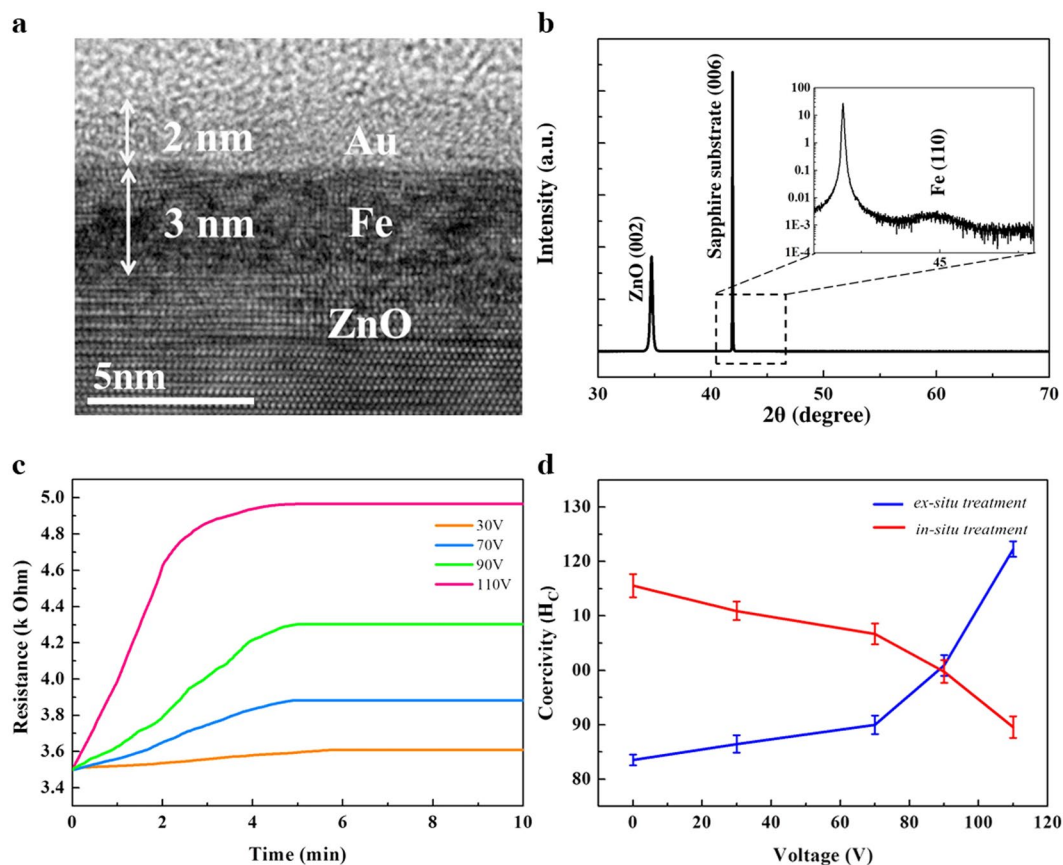 a
2 nm
Au
3 nm
Fe
ZnO
5nm
b
Intensity (a.u.)
ZnO (002)
Sapphire substrate (006)
100
10
1
0.1
0.01
1E-3
1E-4
Fe (110)
45
30 40 50 60 70
2θ (degree)
c
Resistance (k Ohm)
5.0
4.8
4.6
4.4
4.2
4.0
3.8
3.6
3.4
30V
70V
90V
110V
0 2 4 6 8 10
Time (min)
d
Coercivity (H_C)
130
120
110
00
90
80
ex-situ treatment
in-situ treatment
0 20 40 60 80 100 120
Voltage (V)